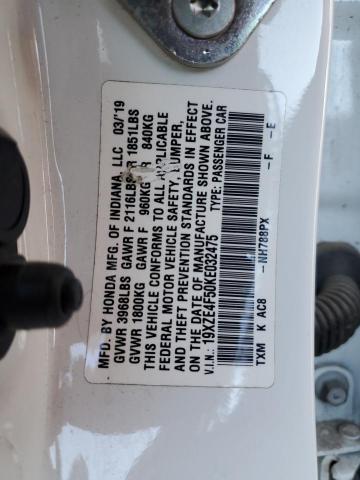 MFD. BY HONDA MFG. OF INDIANA, LLC 03/19
GVWR 3968LBS GAWR F 2116LBS R 1851LBS
GVWR 1800KG GAWR F 960KG R 840KG
THIS VEHICLE CONFORMS TO ALL APPLICABLE
FEDERAL MOTOR VEHICLE SAFETY, BUMPER,
AND THEFT PREVENTION STANDARDS IN EFFECT
ON THE DATE OF MANUFACTURE SHOWN ABOVE.
V.I.N.: 19XZE4F50KE032475 TYPE: PASSENGER CAR
TXM K AC8 -NH788PX -F -E